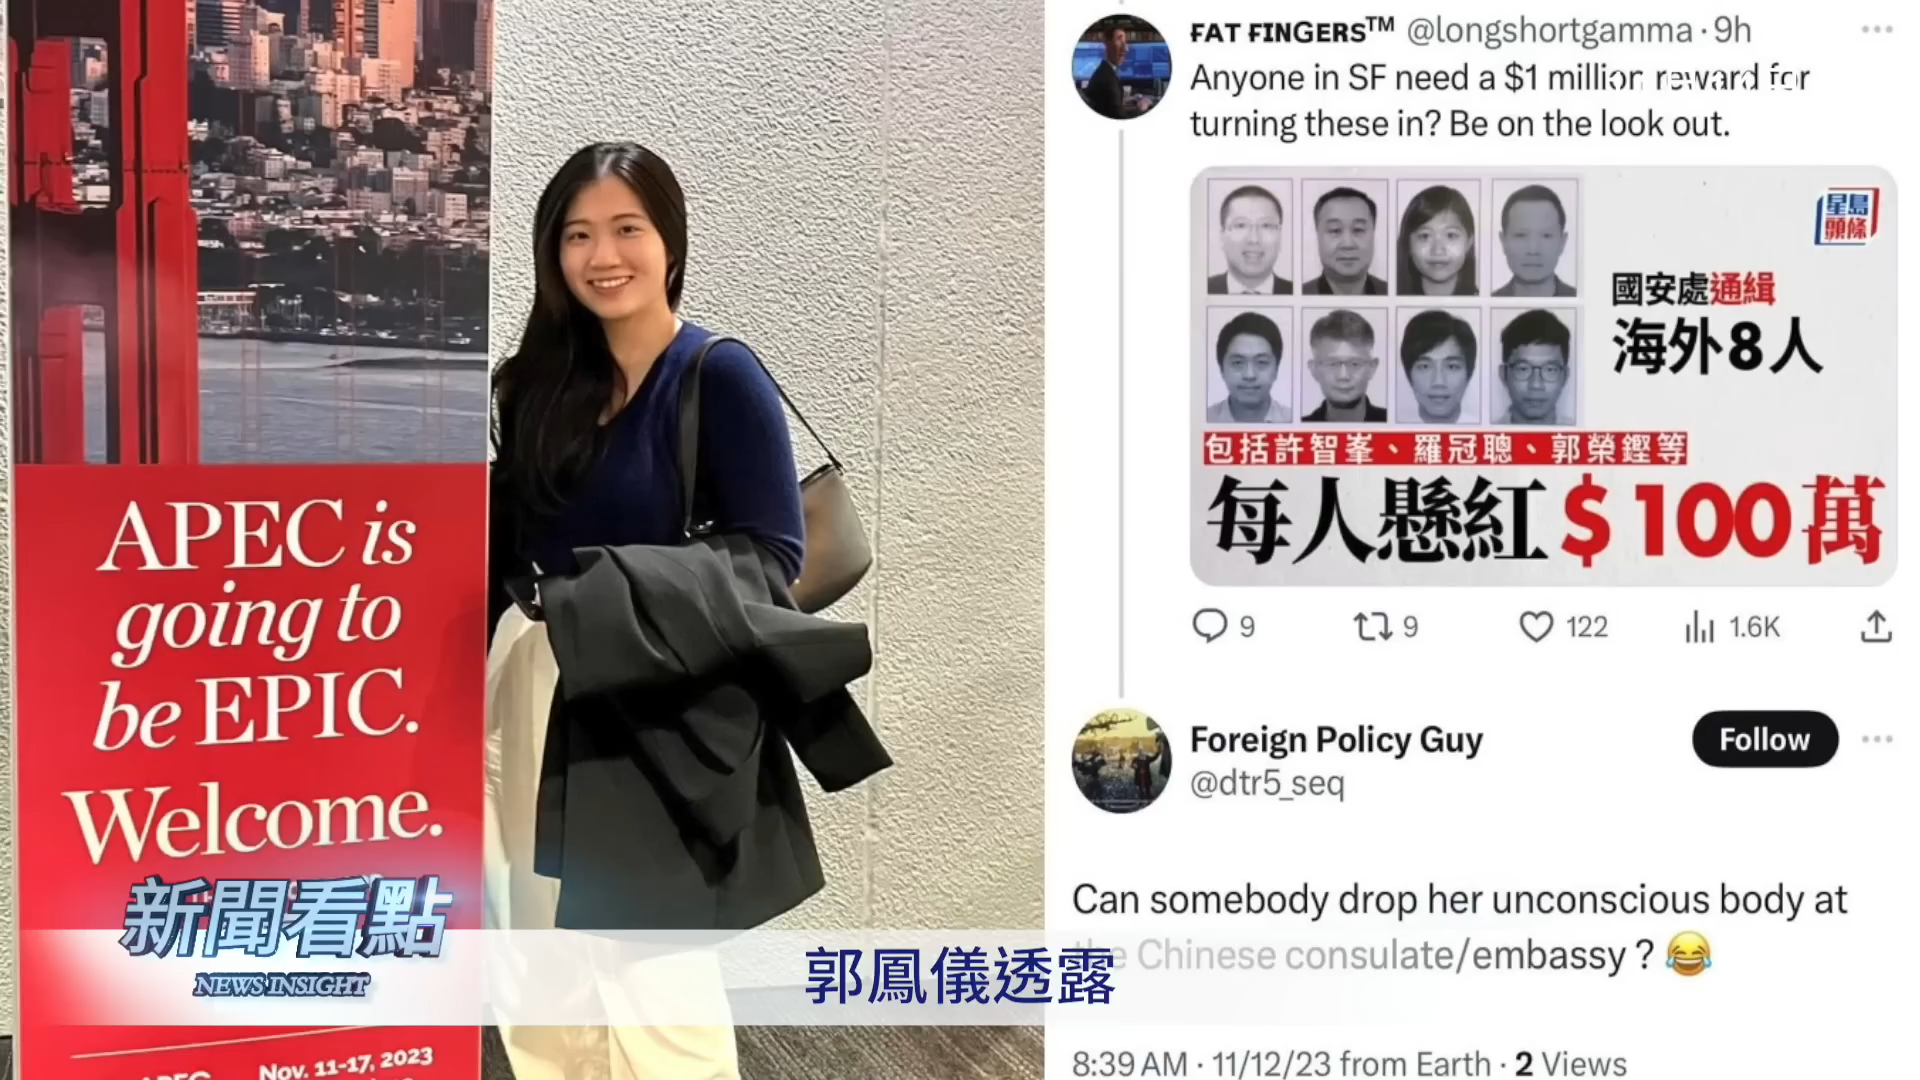 APEC is
going to
be EPIC.
Welcome.
Nov. 11-17, 2023
新聞看點
NEWS INSIGHT
郭鳳儀透露
FAT FINGERS™ @longshortgamma · 9h
Anyone in SF need a $1 million reward for
turning these in? Be on the look out.
星島
頭條
國安處通緝
海外8人
包括許智峯、羅冠聰、郭榮鏗等
每人懸紅$100萬
9
9
122
1.6K
Foreign Policy Guy
Follow
@dtr5_seq
Can somebody drop her unconscious body at
the Chinese consulate/embassy ? 😂
8:39 AM · 11/12/23 from Earth · 2 Views